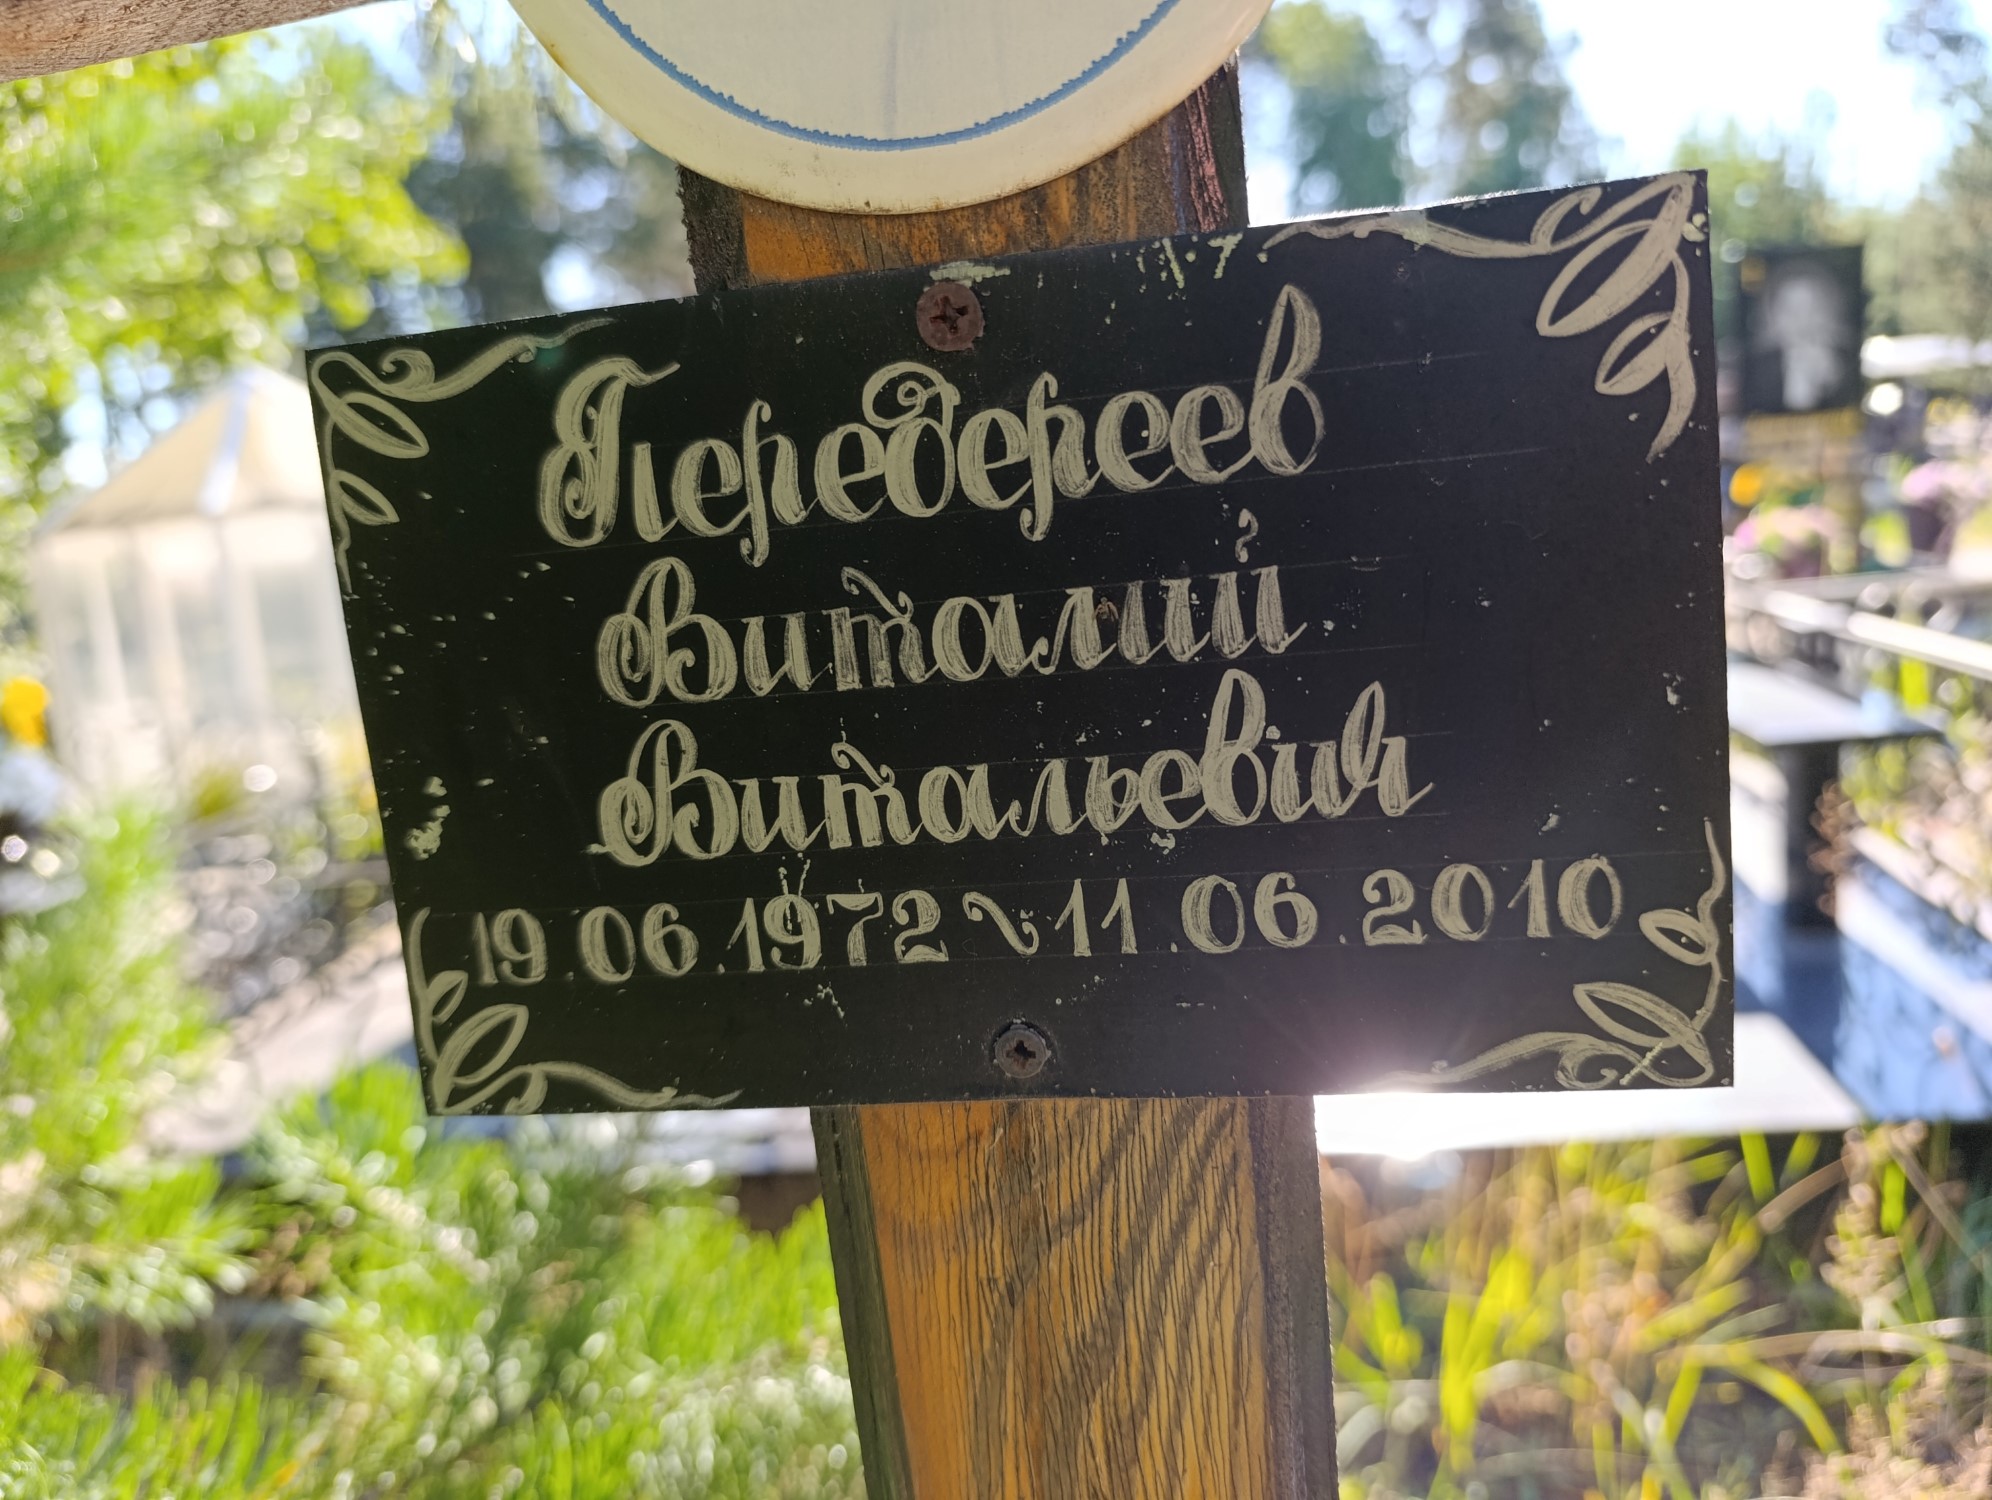 Передереев
Виталий
Витальевич
19.06.1972 ~ 11.06.2010